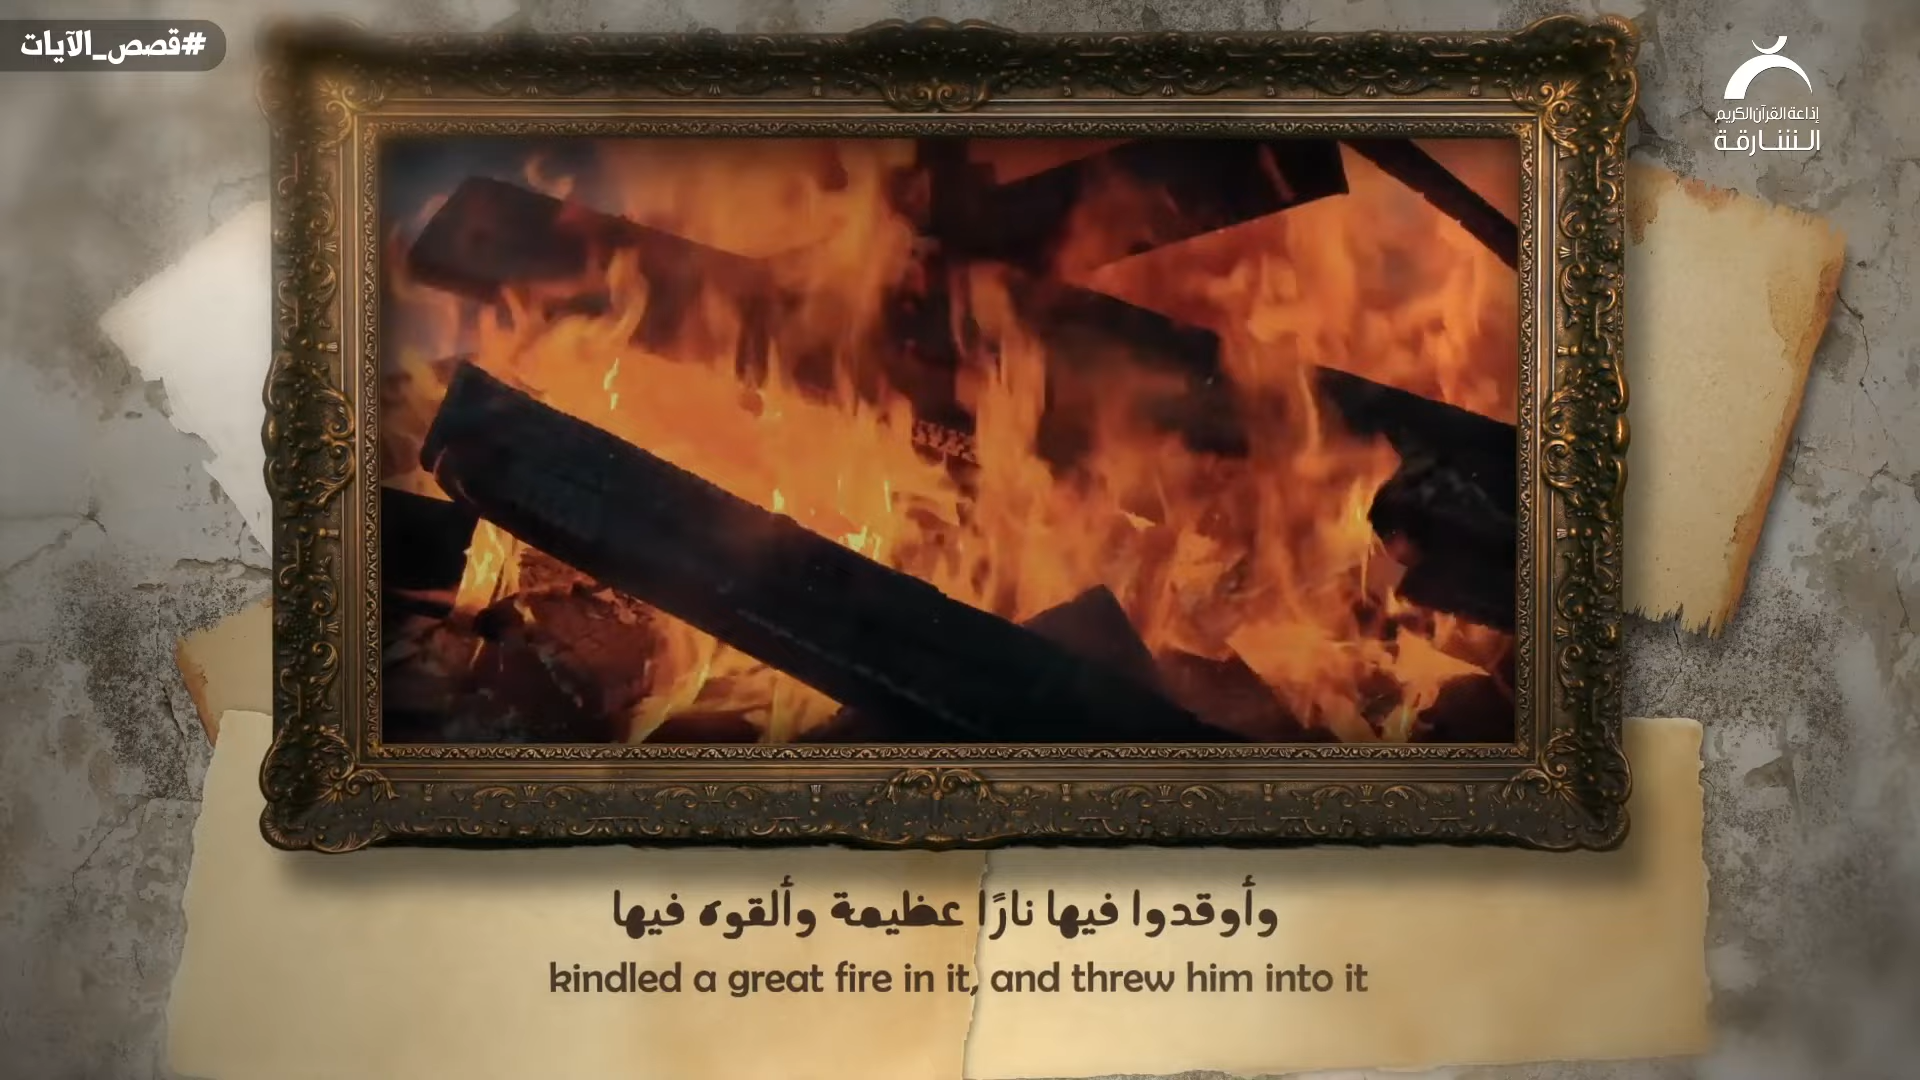 #قصص_الآيات
إذاعة القرآن الكريم
الشارقة
وأوقدوا فيها نارًا عظيمة وألقوه فيها
kindled a great fire in it, and threw him into it